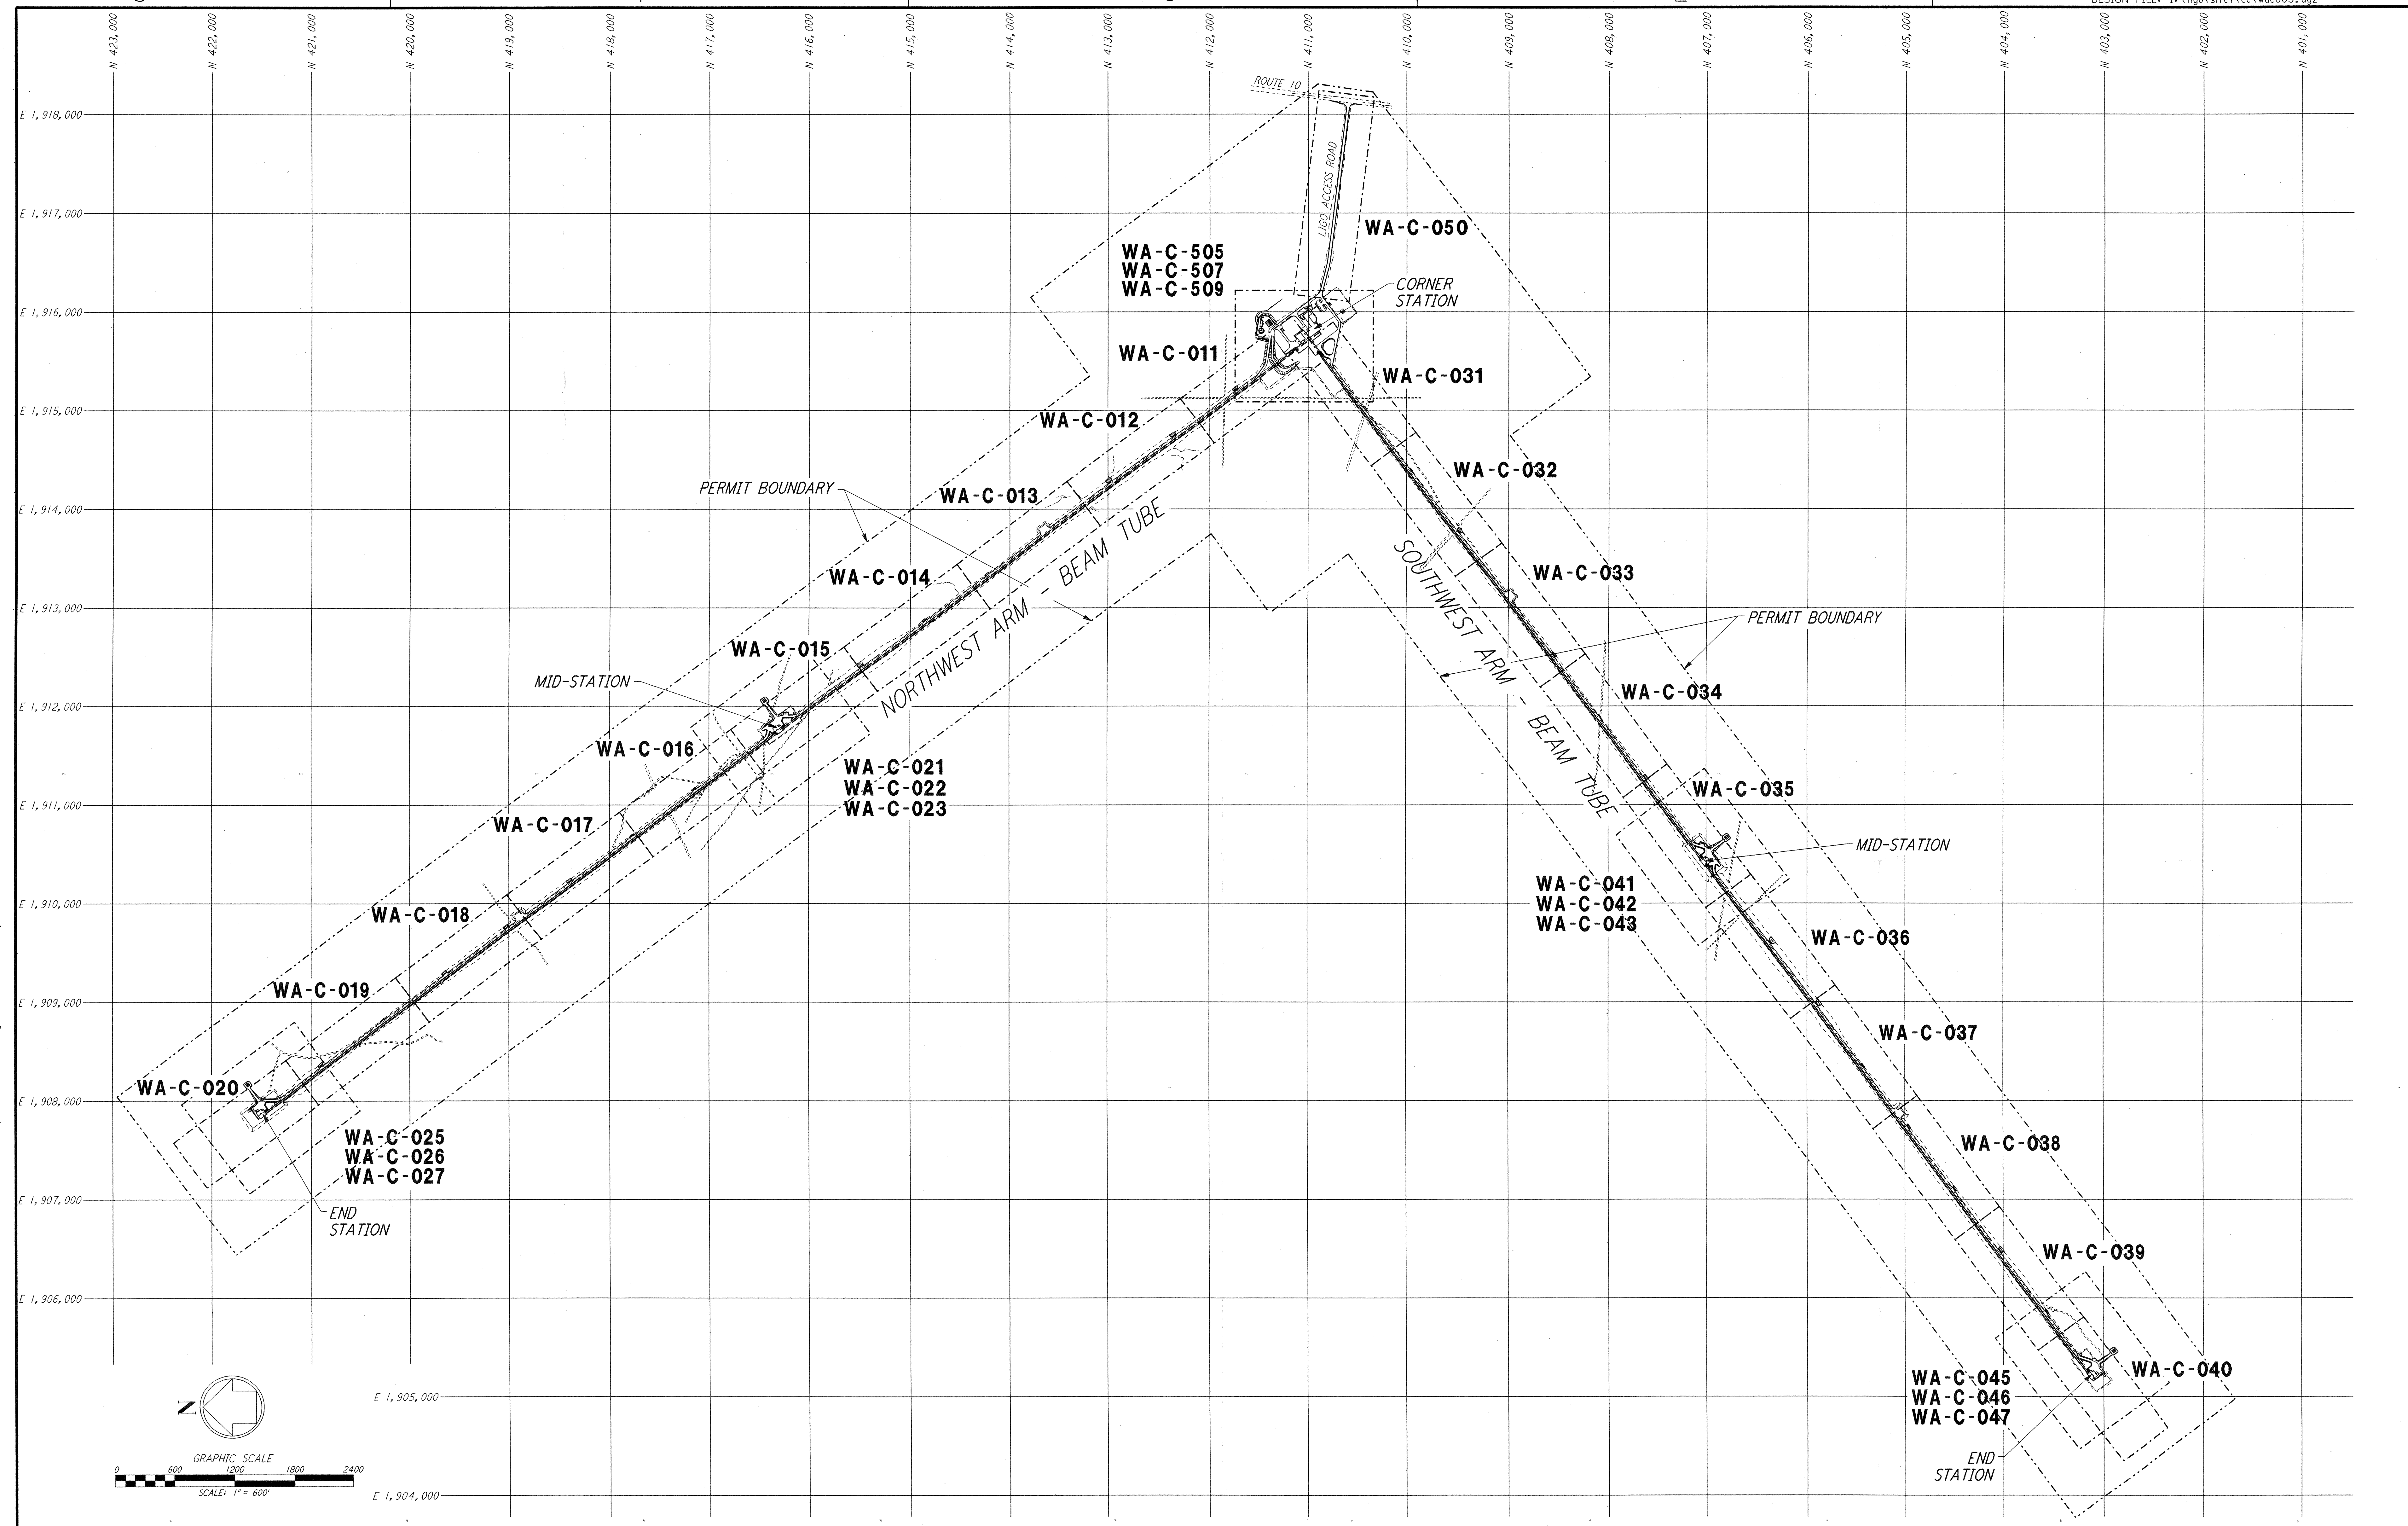 DESIGN FILE:
N 423,000
N 422,000
N 421,000
N 420,000
N 419,000
N 418,000
N 417,000
N 416,000
N 415,000
N 414,000
N 413,000
N 412,000
N 411,000
N 410,000
N 409,000
N 408,000
N 407,000
N 406,000
N 405,000
N 404,000
N 403,000
N 402,000
N 401,000
ROUTE 10
E 1,918,000
LIGO ACCESS ROAD
E 1,917,000
WA-C-050
WA-C-505
WA-C-507
WA-C-509
CORNER
STATION
E 1,916,000
WA-C-011
WA-C-031
E 1,915,000
WA-C-012
WA-C-032
PERMIT BOUNDARY
WA-C-013
E 1,914,000
WA-C-014
NORTHWEST ARM - BEAM TUBE
SOUTHWEST ARM - BEAM TUBE
WA-C-033
E 1,913,000
PERMIT BOUNDARY
WA-C-015
MID-STATION
WA-C-034
E 1,912,000
WA-C-016
WA-C-021
WA-C-022
WA-C-023
WA-C-035
E 1,911,000
WA-C-017
MID-STATION
WA-C-041
WA-C-042
WA-C-043
E 1,910,000
WA-C-018
WA-C-036
WA-C-019
E 1,909,000
WA-C-037
WA-C-020
E 1,908,000
WA-C-025
WA-C-026
WA-C-027
WA-C-038
E 1,907,000
END
STATION
WA-C-039
E 1,906,000
WA-C-040
WA-C-045
WA-C-046
WA-C-047
E 1,905,000
N
END
STATION
GRAPHIC SCALE
0 600 1200 1800 2400
SCALE: 1" = 600'
E 1,904,000